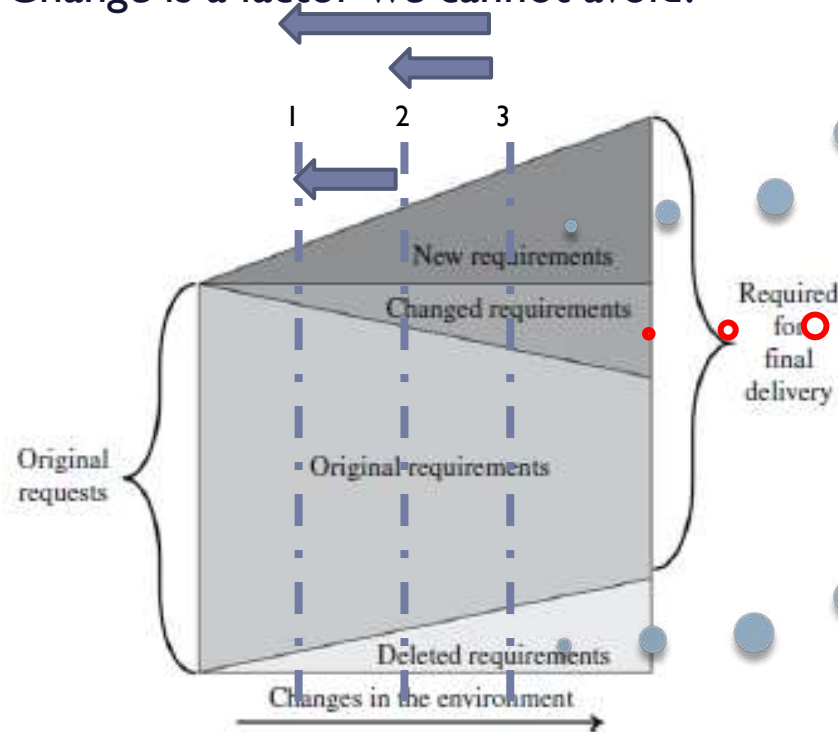 Change is a factor we cannot avoid.
1 2 3
New requirements
Changed requirements
Required
for
final
delivery
Original
requests
Original requirements
Deleted requirements
Changes in the environment